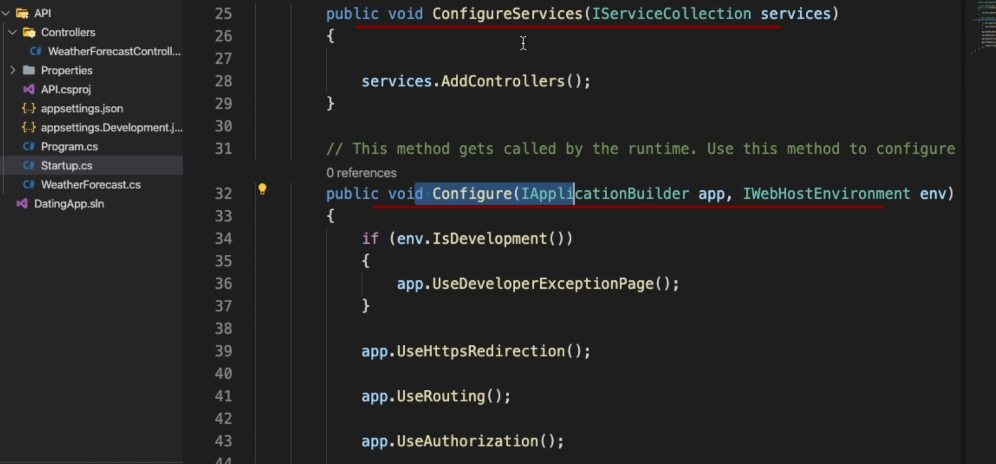 API
Controllers
C# WeatherForecastControll...
Properties
API.csproj
{..} appsettings.json
{..} appsettings.Development.j...
C# Program.cs
C# Startup.cs
C# WeatherForecast.cs
DatingApp.sln
25 public void ConfigureServices(IServiceCollection services)
26 {
27
28 services.AddControllers();
29 }
30
31 // This method gets called by the runtime. Use this method to configure
0 references
32 public void Configure(IApplicationBuilder app, IWebHostEnvironment env)
33 {
34 if (env.IsDevelopment())
35 {
36 app.UseDeveloperExceptionPage();
37 }
38
39 app.UseHttpsRedirection();
40
41 app.UseRouting();
42
43 app.UseAuthorization();
44